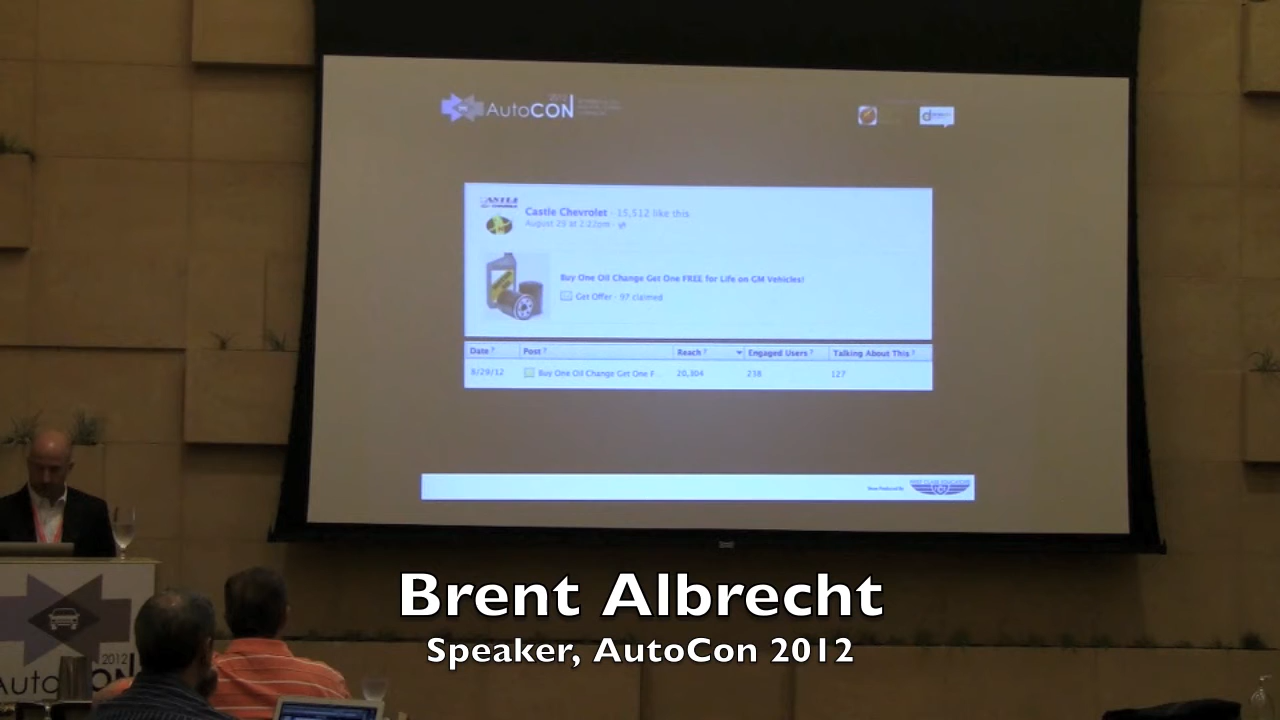 2012
AutoCON
Castle Chevrolet · 15,512 like this
August 29 at 2:22pm ·
Buy One Oil Change Get One FREE for Life on GM Vehicles!
Get Offer · 97 claimed
Date ? Post ? Reach ? Engaged Users ? Talking About This ?
8/29/12 Buy One Oil Change Get One F... 20,304 238 127
2012
AutoCON
Brent Albrecht
Speaker, AutoCon 2012